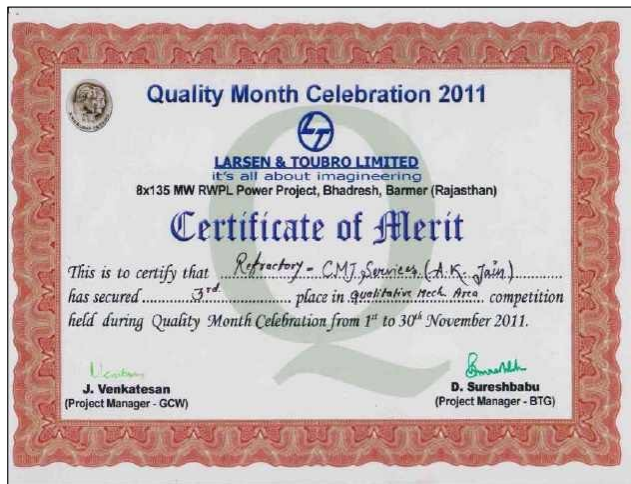 Quality Month Celebration 2011
LARSEN & TOUBRO LIMITED
it's all about imagineering
8x135 MW RWPL Power Project, Bhadresh, Barmer (Rajasthan)
Certificate of Merit
This is to certify that Refractory - CMJ Services (A.K. Jain)
has secured 3rd place in qualitative Mech. Area competition
held during Quality Month Celebration from 1st to 30th November 2011.
J. Venkatesan
(Project Manager - GCW)
D. Sureshbabu
(Project Manager - BTG)